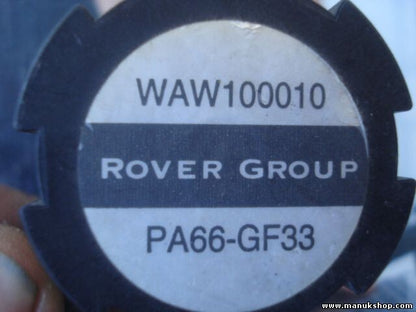 WAW100010
ROVER GROUP
PA66-GF33
www.manukshop.com